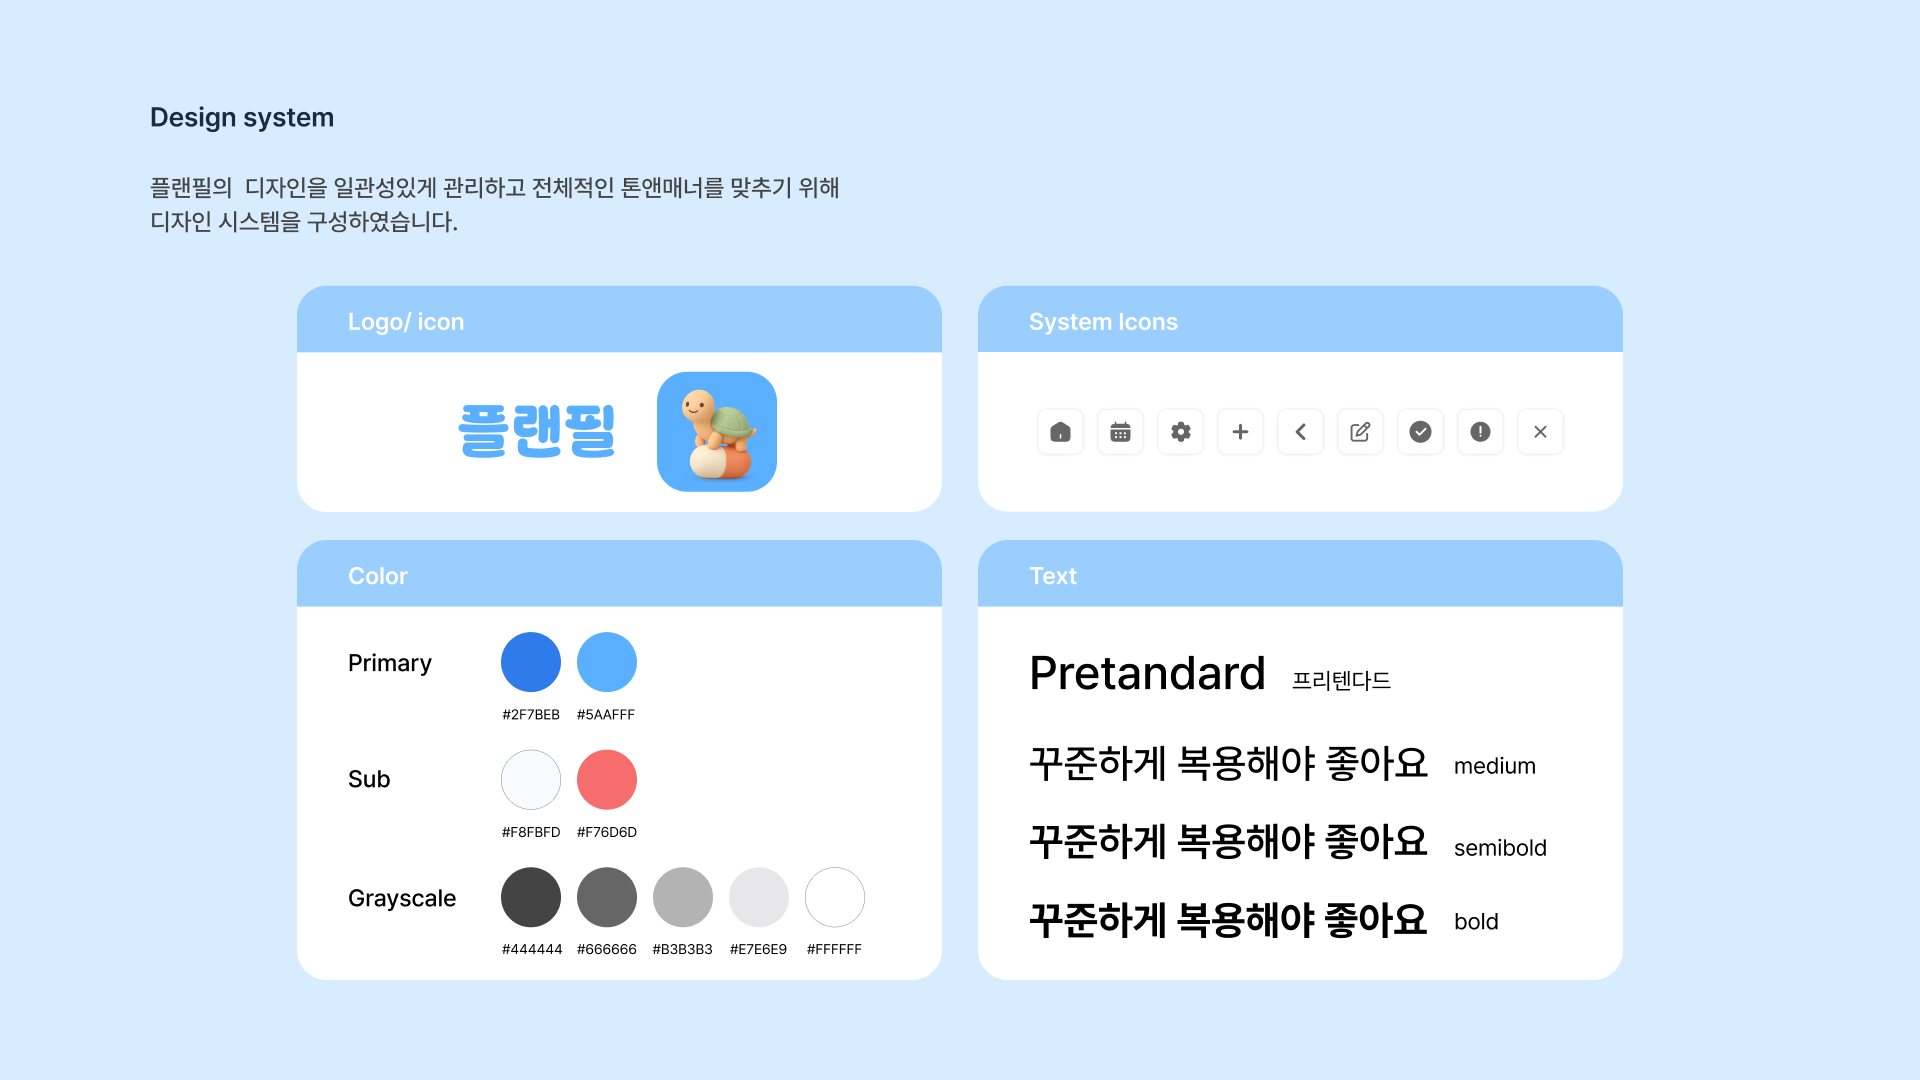 Design system
플랜필의 디자인을 일관성있게 관리하고 전체적인 톤앤매너를 맞추기 위해
디자인 시스템을 구성하였습니다.
Logo/ icon
플랜필
System Icons
Color
Primary
#2F7BEB #5AAFFF
Sub
#F8FBFD #F76D6D
Grayscale
#444444 #666666 #B3B3B3 #E7E6E9 #FFFFFF
Text
Pretandard 프리텐다드
꾸준하게 복용해야 좋아요 medium
꾸준하게 복용해야 좋아요 semibold
꾸준하게 복용해야 좋아요 bold